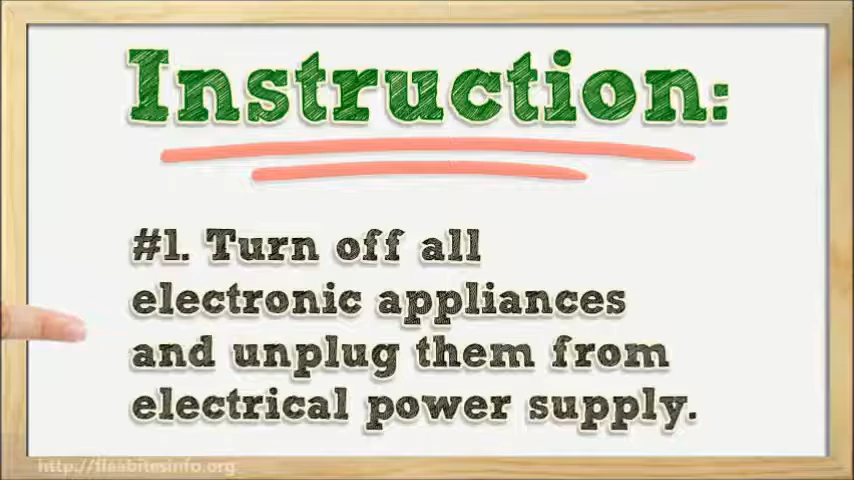 Instruction:
#1. Turn off all
electronic appliances
and unplug them from
electrical power supply.
http://fleabitesinfo.org